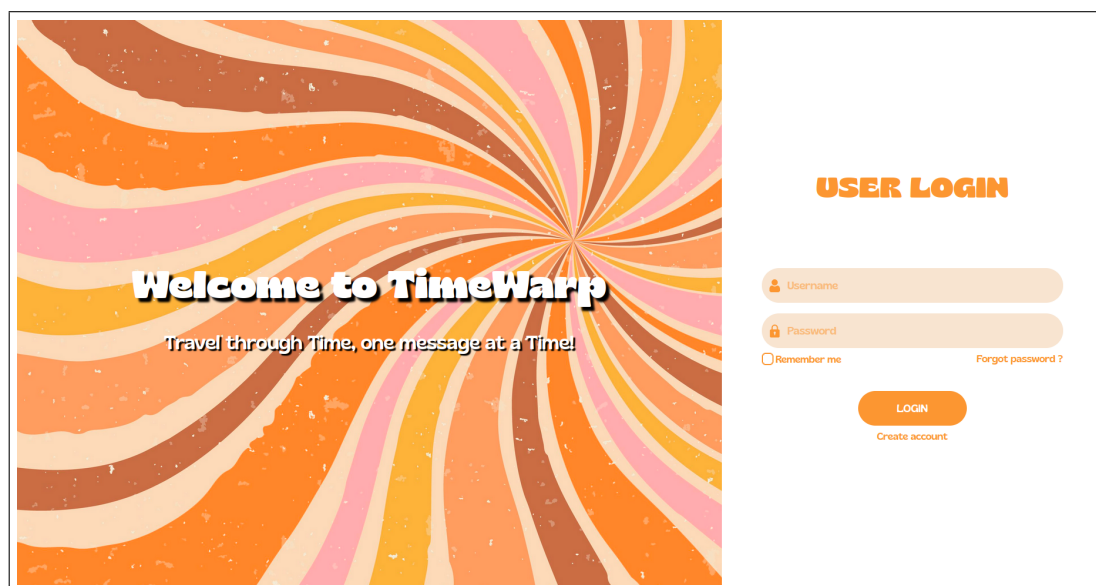 Welcome to TimeWarp
Travel through Time, one message at a Time!
USER LOGIN
Username
Password
Remember me
Forgot password ?
LOGIN
Create account